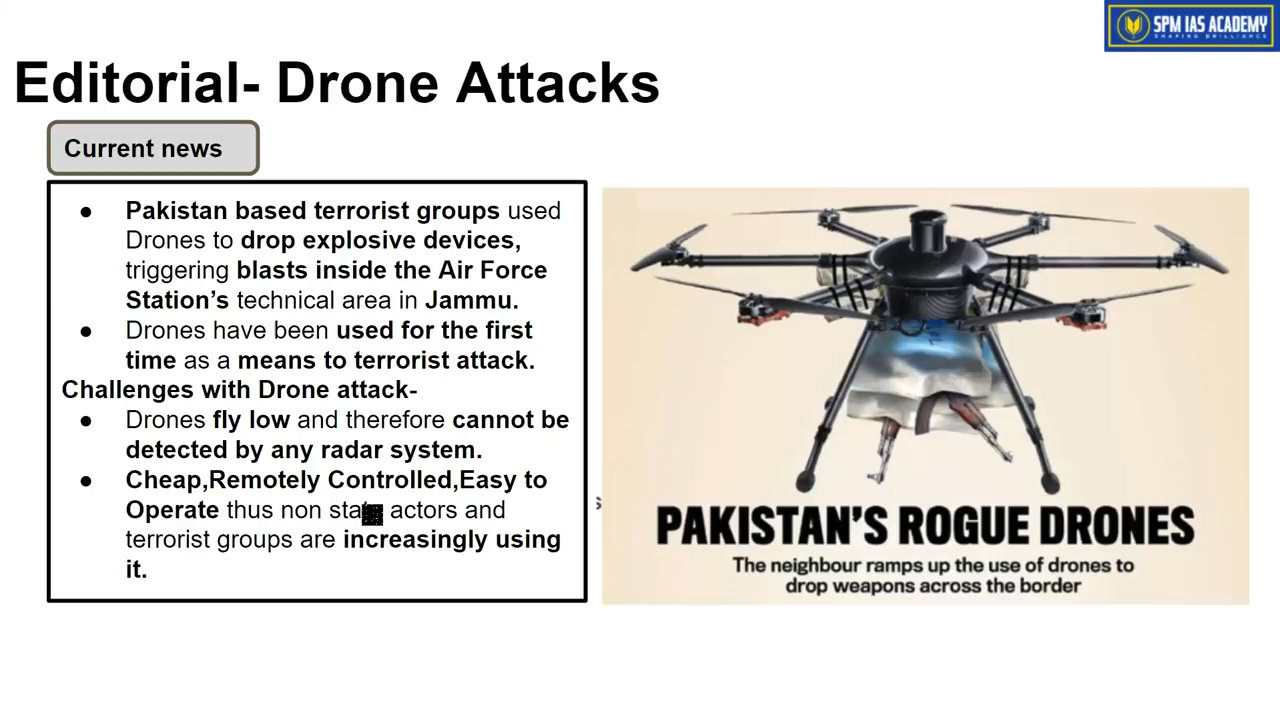 SPM IAS ACADEMY
SHAPING BRILLIANCE
Editorial- Drone Attacks
Current news
● Pakistan based terrorist groups used
Drones to drop explosive devices,
triggering blasts inside the Air Force
Station's technical area in Jammu.
● Drones have been used for the first
time as a means to terrorist attack.
Challenges with Drone attack-
● Drones fly low and therefore cannot be
detected by any radar system.
● Cheap,Remotely Controlled,Easy to
Operate thus non state actors and
terrorist groups are increasingly using
it.
s
PAKISTAN'S ROGUE DRONES
The neighbour ramps up the use of drones to
drop weapons across the border